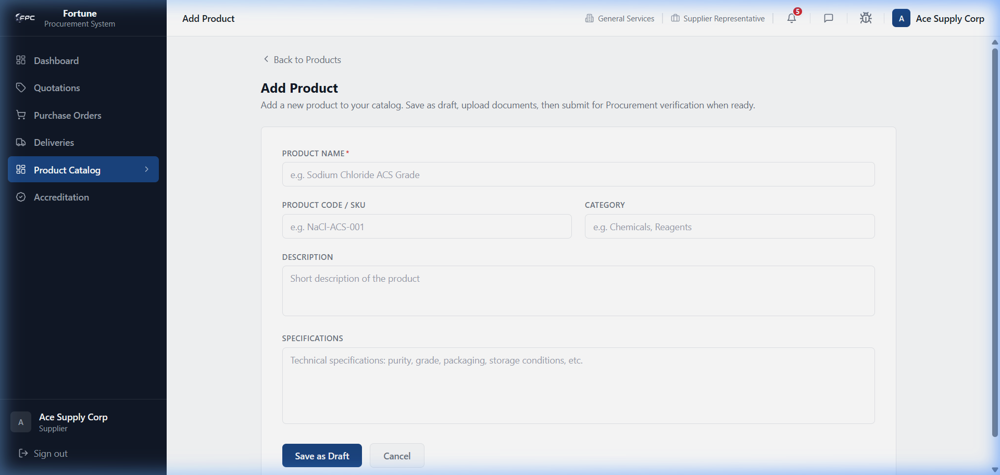 FPC
Fortune
Procurement System
Add Product
General Services
Supplier Representative
5
A
Ace Supply Corp
Dashboard
Quotations
Purchase Orders
Deliveries
Product Catalog
Accreditation
Back to Products
Add Product
Add a new product to your catalog. Save as draft, upload documents, then submit for Procurement verification when ready.
PRODUCT NAME*
e.g. Sodium Chloride ACS Grade
PRODUCT CODE / SKU
e.g. NaCl-ACS-001
CATEGORY
e.g. Chemicals, Reagents
DESCRIPTION
Short description of the product
SPECIFICATIONS
Technical specifications: purity, grade, packaging, storage conditions, etc.
Save as Draft
Cancel
A
Ace Supply Corp
Supplier
Sign out